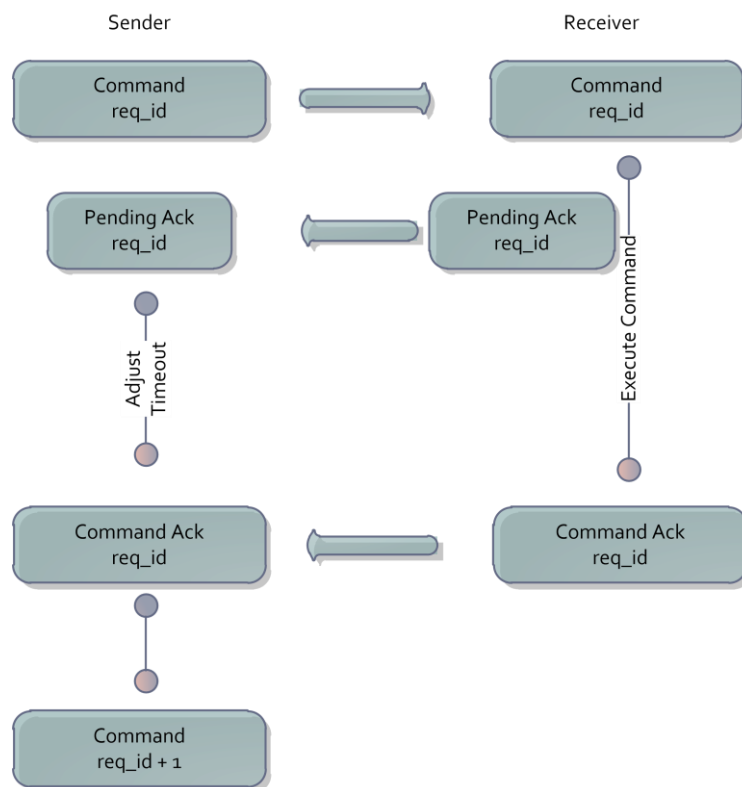 Sender
Receiver
Command
req_id
Command
req_id
Pending Ack
req_id
Pending Ack
req_id
Adjust
Timeout
Execute Command
Command Ack
req_id
Command Ack
req_id
Command
req_id + 1